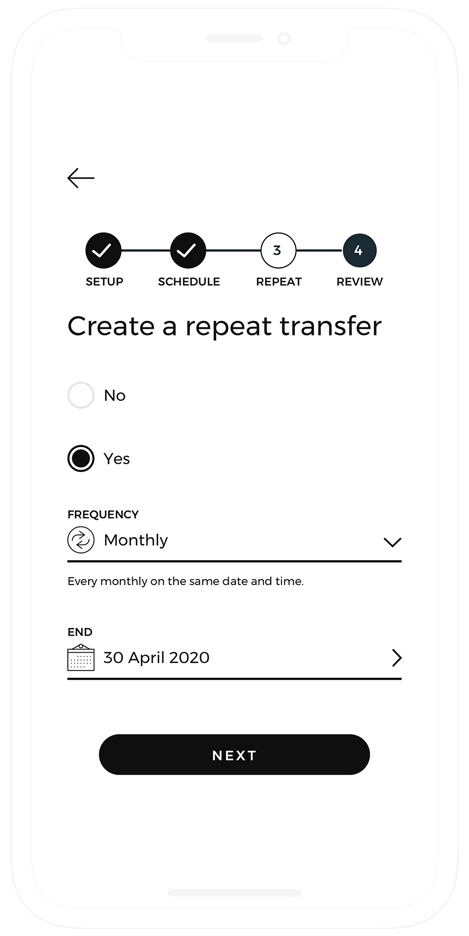 3 4
SETUP SCHEDULE REPEAT REVIEW
Create a repeat transfer
No
Yes
FREQUENCY
Monthly
Every monthly on the same date and time.
END
30 April 2020
NEXT